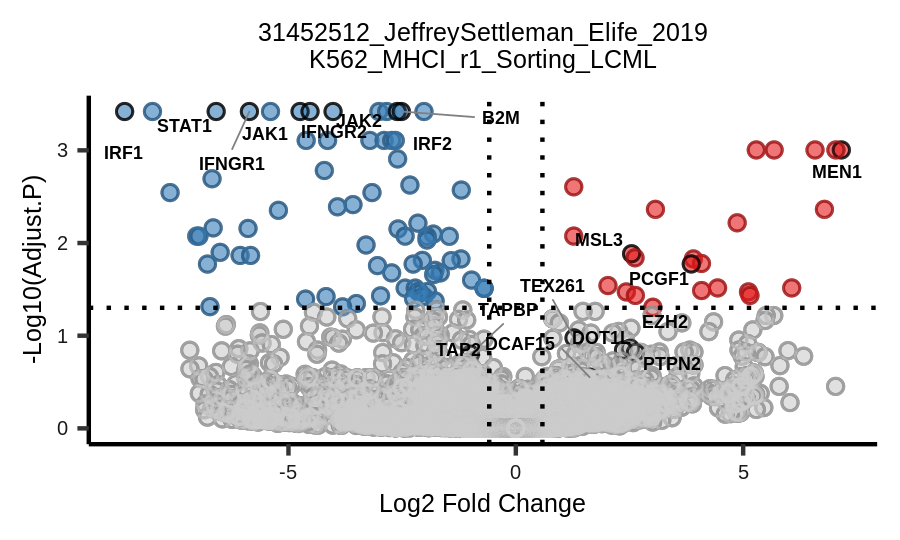 31452512_JeffreySettleman_Elife_2019
K562_MHCI_r1_Sorting_LCML
-Log10(Adjust.P)
3
2
1
0
STAT1
JAK2
B2M
JAK1
IFNGR2
IRF2
IRF1
IFNGR1
MEN1
MSL3
PCGF1
TEX261
TAPBP
EZH2
DOT1L
DCAF15
TAP2
PTPN2
-5
0
5
Log2 Fold Change